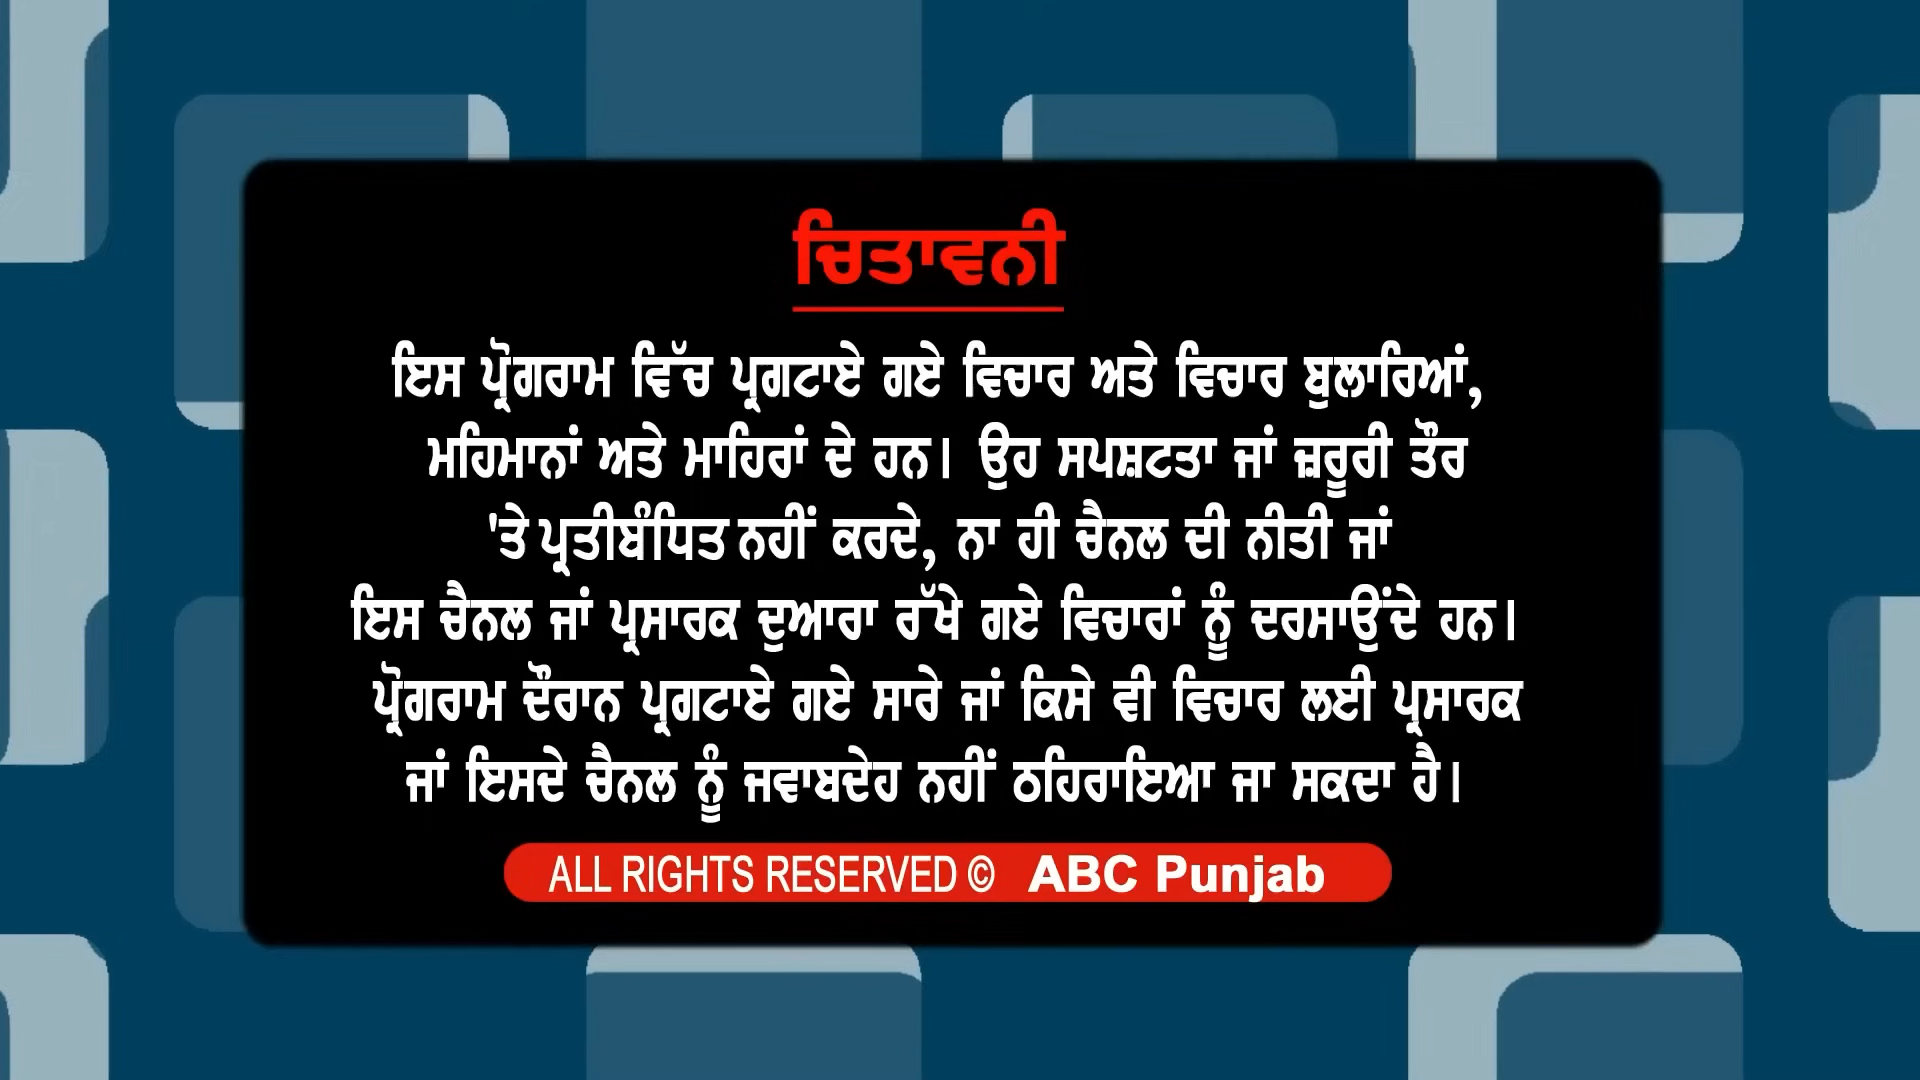 ਚਿਤਾਵਨੀ
ਇਸ ਪ੍ਰੋਗਰਾਮ ਵਿੱਚ ਪ੍ਰਗਟਾਏ ਗਏ ਵਿਚਾਰ ਅਤੇ ਵਿਚਾਰ ਬੁਲਾਰਿਆਂ,
ਮਹਿਮਾਨਾਂ ਅਤੇ ਮਾਹਿਰਾਂ ਦੇ ਹਨ। ਉਹ ਸਪਸ਼ਟਤਾ ਜਾਂ ਜ਼ਰੂਰੀ ਤੌਰ
'ਤੇ ਪ੍ਰਤੀਬੰਧਿਤ ਨਹੀਂ ਕਰਦੇ, ਨਾ ਹੀ ਚੈਨਲ ਦੀ ਨੀਤੀ ਜਾਂ
ਇਸ ਚੈਨਲ ਜਾਂ ਪ੍ਰਸਾਰਕ ਦੁਆਰਾ ਰੱਖੇ ਗਏ ਵਿਚਾਰਾਂ ਨੂੰ ਦਰਸਾਉਂਦੇ ਹਨ।
ਪ੍ਰੋਗਰਾਮ ਦੌਰਾਨ ਪ੍ਰਗਟਾਏ ਗਏ ਸਾਰੇ ਜਾਂ ਕਿਸੇ ਵੀ ਵਿਚਾਰ ਲਈ ਪ੍ਰਸਾਰਕ
ਜਾਂ ਇਸਦੇ ਚੈਨਲ ਨੂੰ ਜਵਾਬਦੇਹ ਨਹੀਂ ਠਹਿਰਾਇਆ ਜਾ ਸਕਦਾ ਹੈ।
ALL RIGHTS RESERVED © ABC Punjab